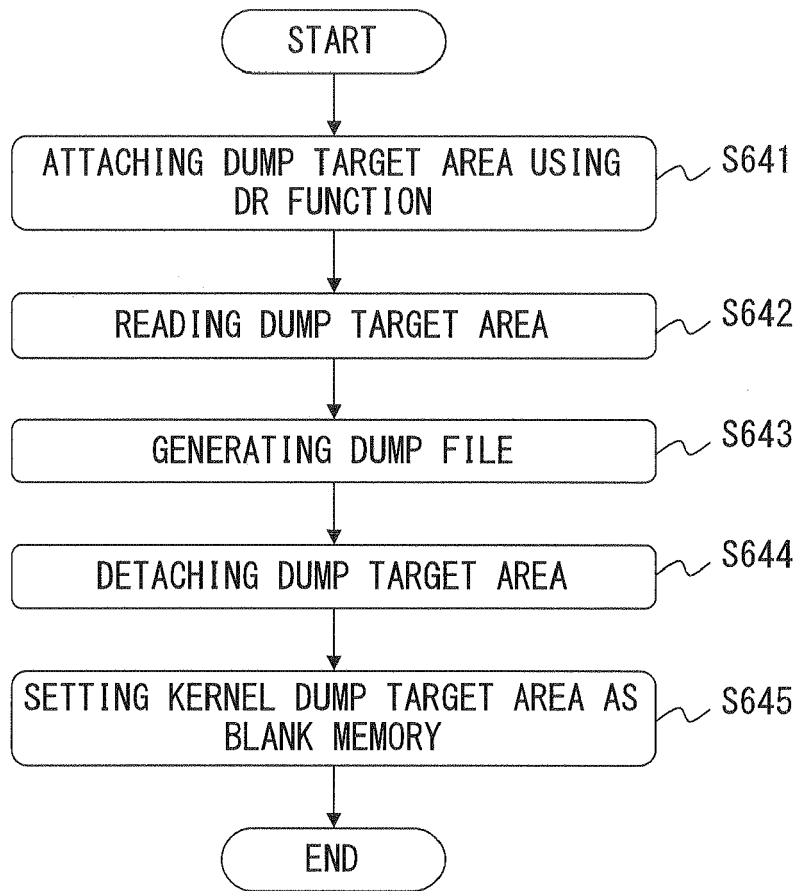 START
ATTACHING DUMP TARGET AREA USING
DR FUNCTION
S641
READING DUMP TARGET AREA
S642
GENERATING DUMP FILE
S643
DETACHING DUMP TARGET AREA
S644
SETTING KERNEL DUMP TARGET AREA AS
BLANK MEMORY
S645
END